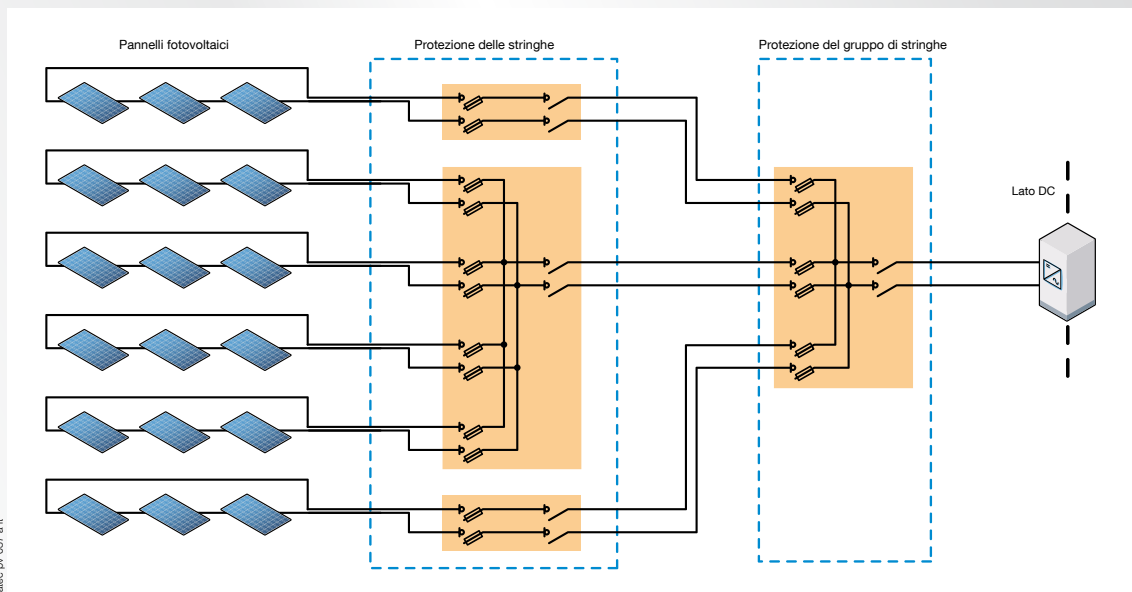 Pannelli fotovoltaici
Protezione delle stringhe
Protezione del gruppo di stringhe
Lato DC